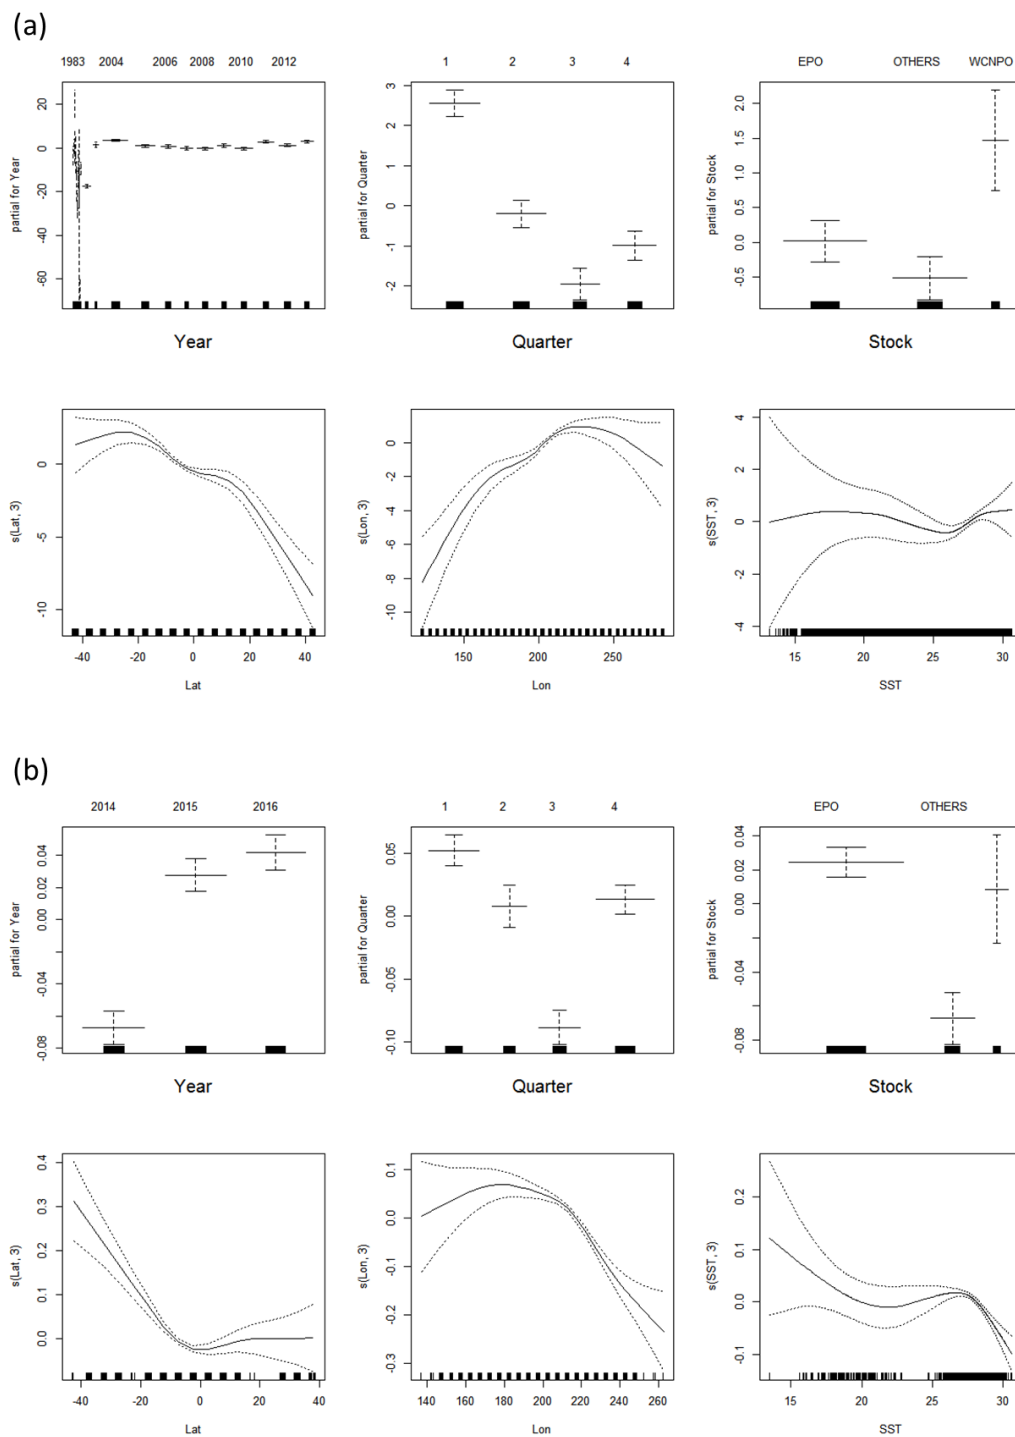 (a)
1983 2004 2006 2008 2010 2012
partial for Year
20
0
-20
-40
-60
Year
1 2 3 4
partial for Quarter
3
2
1
0
-1
-2
Quarter
EPO OTHERS WCNPO
partial for Stock
2.0
1.5
1.0
0.5
0.0
-0.5
Stock
s(Lat, 3)
0
-5
-10
-40 -20 0 20 40
Lat
s(Lon, 3)
0
-2
-4
-6
-8
-10
150 200 250
Lon
s(SST, 3)
4
2
0
-2
-4
15 20 25 30
SST
(b)
2014 2015 2016
partial for Year
0.04
0.02
0.00
-0.04
-0.08
Year
1 2 3 4
partial for Quarter
0.05
0.00
-0.05
-0.10
Quarter
EPO OTHERS
partial for Stock
0.04
0.02
0.00
-0.04
-0.08
Stock
s(Lat, 3)
0.4
0.3
0.2
0.1
0.0
-40 -20 0 20 40
Lat
s(Lon, 3)
0.1
0.0
-0.1
-0.2
-0.3
140 160 180 200 220 240 260
Lon
s(SST, 3)
0.2
0.1
0.0
-0.1
15 20 25 30
SST